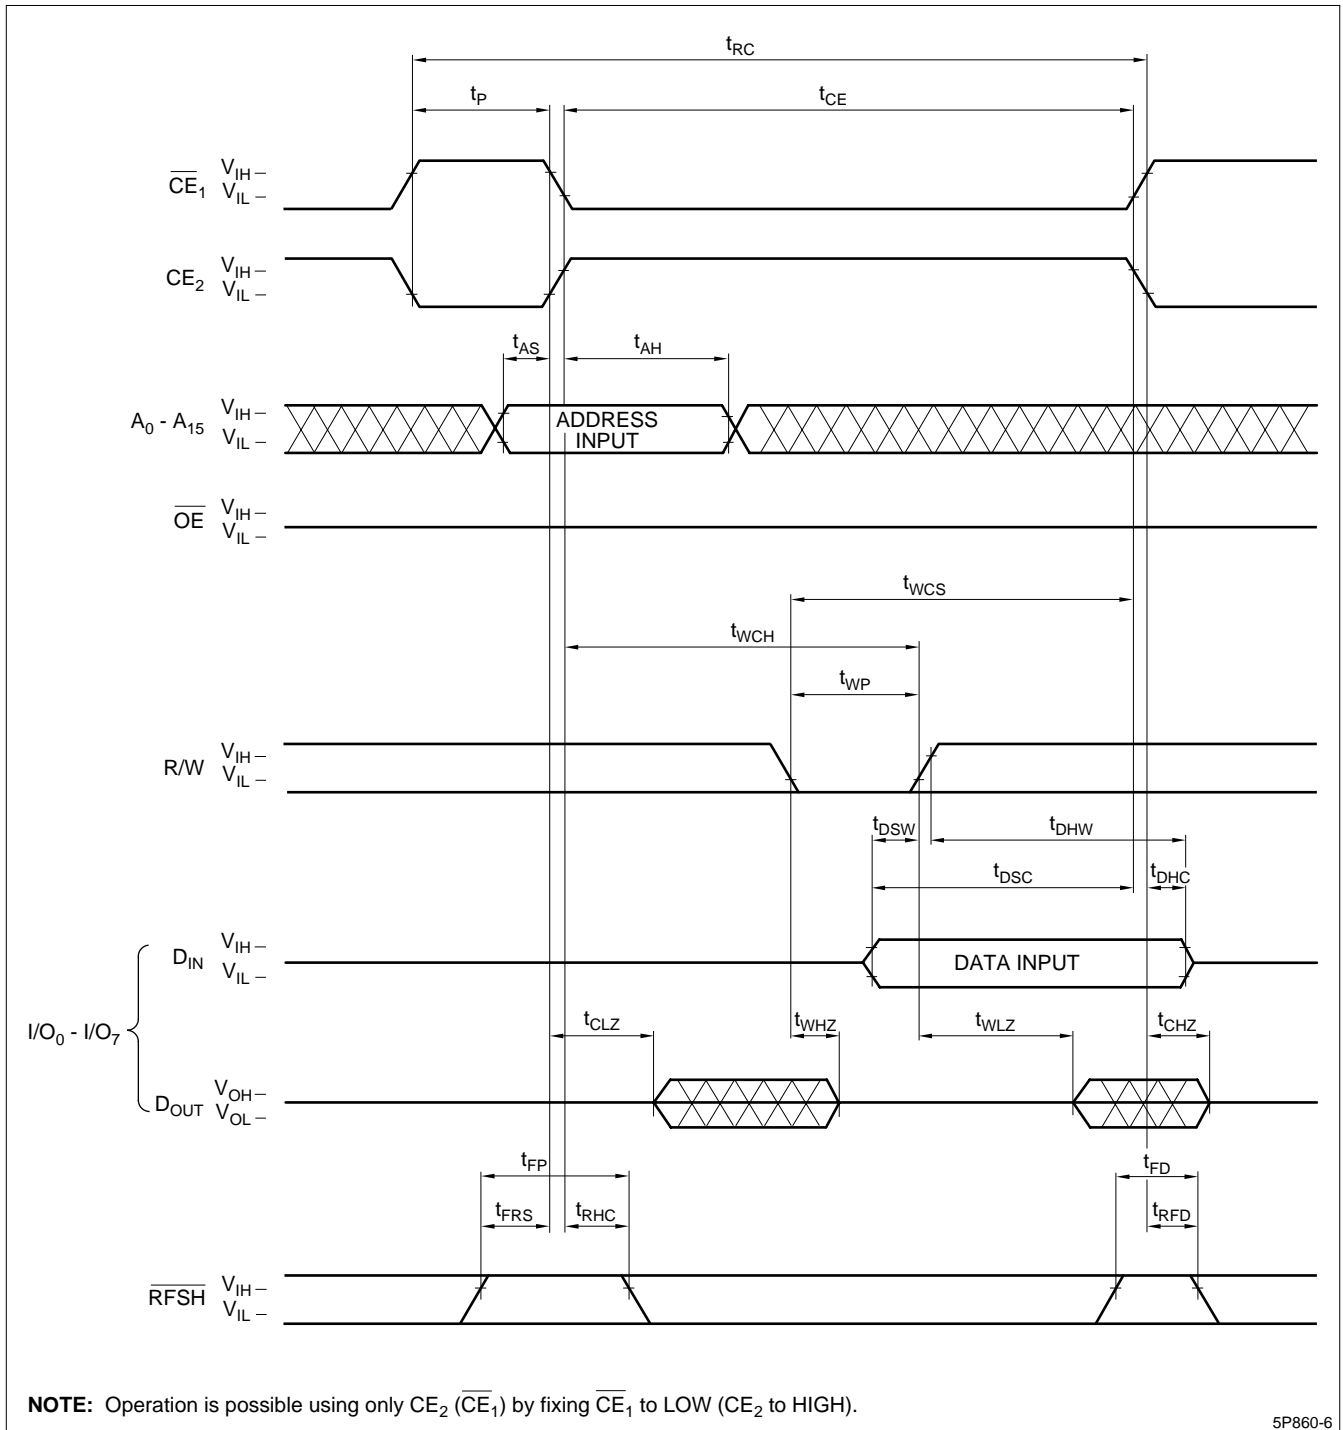 tRC
tP
tCE
CE1 VIH
VIL
CE2 VIH
VIL
tAS tAH
A0 - A15 VIH
VIL
ADDRESS
INPUT
OE VIH
VIL
tWCS
tWCH
tWP
R/W VIH
VIL
tDSW tDHW
tDSC tDHC
DIN VIH
VIL
DATA INPUT
I/O0 - I/O7
tCLZ tWHZ tWLZ tCHZ
DOUT VOH
VOL
tFP tFD
tFRS tRHC tRFD
RFSH VIH
VIL
NOTE: Operation is possible using only CE2 (CE1) by fixing CE1 to LOW (CE2 to HIGH).
5P860-6